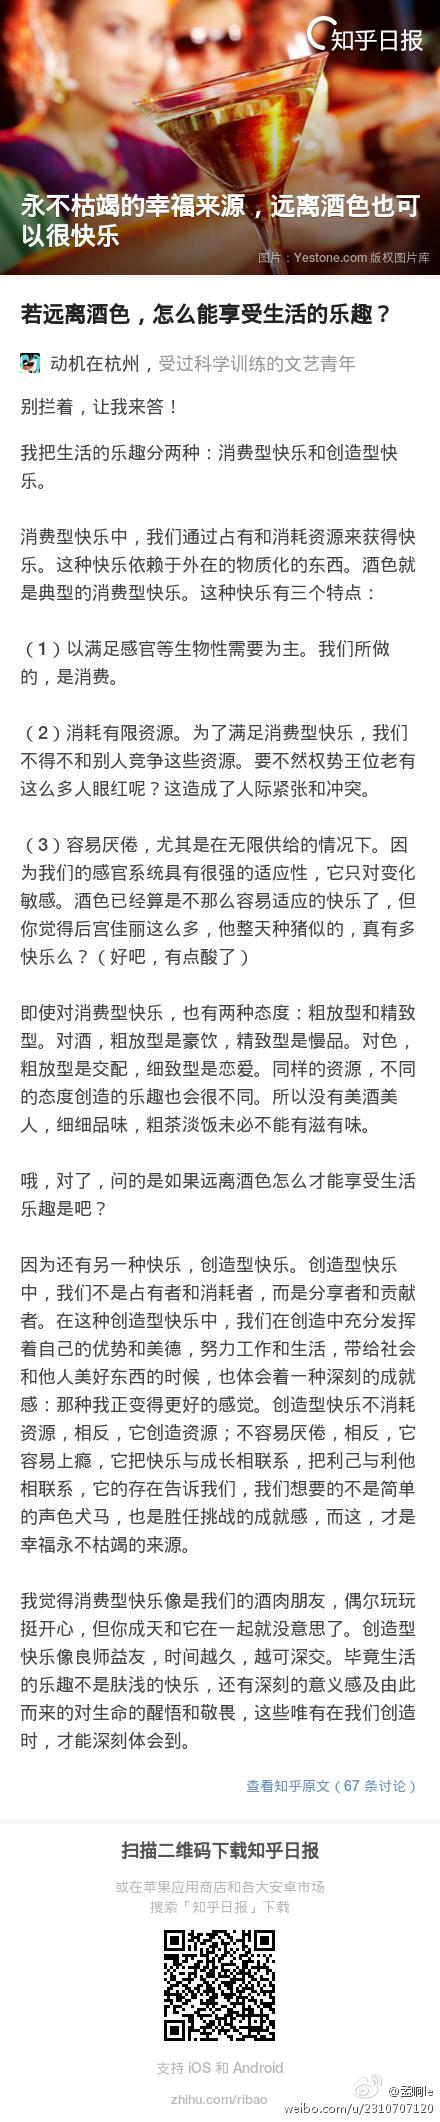 知乎日报
永不枯竭的幸福来源，远离酒色也可
以很快乐
图片：Yestone.com 版权图片库
若远离酒色，怎么能享受生活的乐趣？
动机在杭州，受过科学训练的文艺青年
别拦着，让我来答！
我把生活的乐趣分两种：消费型快乐和创造型快
乐。
消费型快乐中，我们通过占有和消耗资源来获得快
乐。这种快乐依赖于外在的物质化的东西。酒色就
是典型的消费型快乐。这种快乐有三个特点：
（1）以满足感官等生物性需要为主。我们所做
的，是消费。
（2）消耗有限资源。为了满足消费型快乐，我们
不得不和别人竞争这些资源。要不然权势王位老有
这么多人眼红呢？这造成了人际紧张和冲突。
（3）容易厌倦，尤其是在无限供给的情况下。因
为我们的感官系统具有很强的适应性，它只对变化
敏感。酒色已经算是不那么容易适应的快乐了，但
你觉得后宫佳丽这么多，他整天种猪似的，真有多
快乐么？（好吧，有点酸了）
即使对消费型快乐，也有两种态度：粗放型和精致
型。对酒，粗放型是豪饮，精致型是慢品。对色，
粗放型是交配，细致型是恋爱。同样的资源，不同
的态度创造的乐趣也会很不同。所以没有美酒美
人，细细品味，粗茶淡饭未必不能有滋有味。
哦，对了，问的是如果远离酒色怎么才能享受生活
乐趣是吧？
因为还有另一种快乐，创造型快乐。创造型快乐
中，我们不是占有者和消耗者，而是分享者和贡献
者。在这种创造型快乐中，我们在创造中充分发挥
着自己的优势和美德，努力工作和生活，带给社会
和他人美好东西的时候，也体会着一种深刻的成就
感：那种我正变得更好的感觉。创造型快乐不消耗
资源，相反，它创造资源；不容易厌倦，相反，它
容易上瘾，它把快乐与成长相联系，把利己与利他
相联系，它的存在告诉我们，我们想要的不是简单
的声色犬马，也是胜任挑战的成就感，而这，才是
幸福永不枯竭的来源。
我觉得消费型快乐像是我们的酒肉朋友，偶尔玩玩
挺开心，但你成天和它在一起就没意思了。创造型
快乐像良师益友，时间越久，越可深交。毕竟生活
的乐趣不是肤浅的快乐，还有深刻的意义感及由此
而来的对生命的醒悟和敬畏，这些唯有在我们创造
时，才能深刻体会到。
查看知乎原文（67 条讨论）
扫描二维码下载知乎日报
或在苹果应用商店和各大安卓市场
搜索「知乎日报」下载
支持 iOS 和 Android
zhihu.com/ribao
weibo.com/u/2310707120